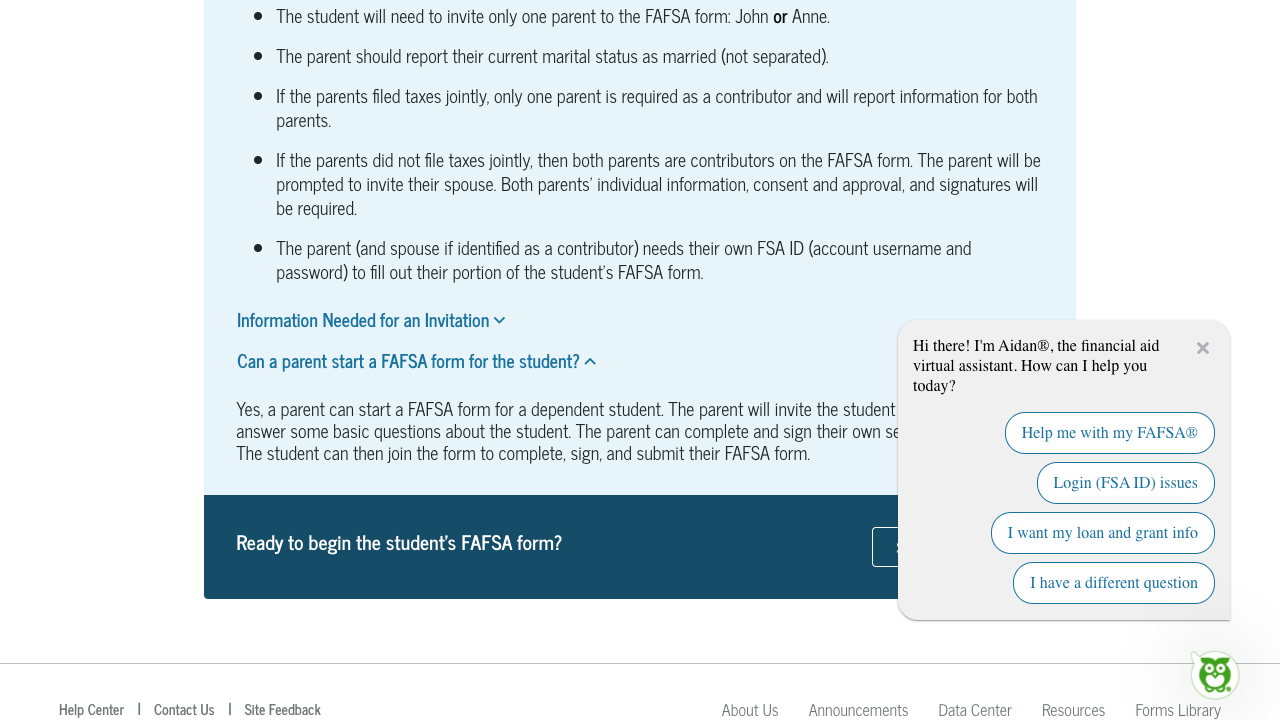 The student will need to invite only one parent to the FAFSA form: John or Anne.
The parent should report their current marital status as married (not separated).
If the parents filed taxes jointly, only one parent is required as a contributor and will report information for both
parents.
If the parents did not file taxes jointly, then both parents are contributors on the FAFSA form. The parent will be
prompted to invite their spouse. Both parents' individual information, consent and approval, and signatures will
be required.
The parent (and spouse if identified as a contributor) needs their own FSA ID (account username and
password) to fill out their portion of the student's FAFSA form.
Information Needed for an Invitation
Can a parent start a FAFSA form for the student?
Yes, a parent can start a FAFSA form for a dependent student. The parent will invite the student
answer some basic questions about the student. The parent can complete and sign their own
The student can then join the form to complete, sign, and submit their FAFSA form.
Ready to begin the student's FAFSA form?
Hi there! I'm Aidan®, the financial aid
virtual assistant. How can I help you
today?
Help me with my FAFSA®
Login (FSA ID) issues
I want my loan and grant info
I have a different question
Help Center | Contact Us | Site Feedback
About Us Announcements Data Center Resources Forms Library